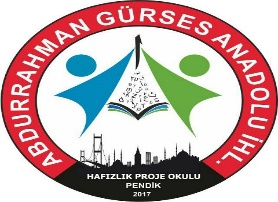 ABDURRAHMAN GÜRSES ANADOLU İHL.
HAFIZLIK PROJE OKULU
PENDİK
2017